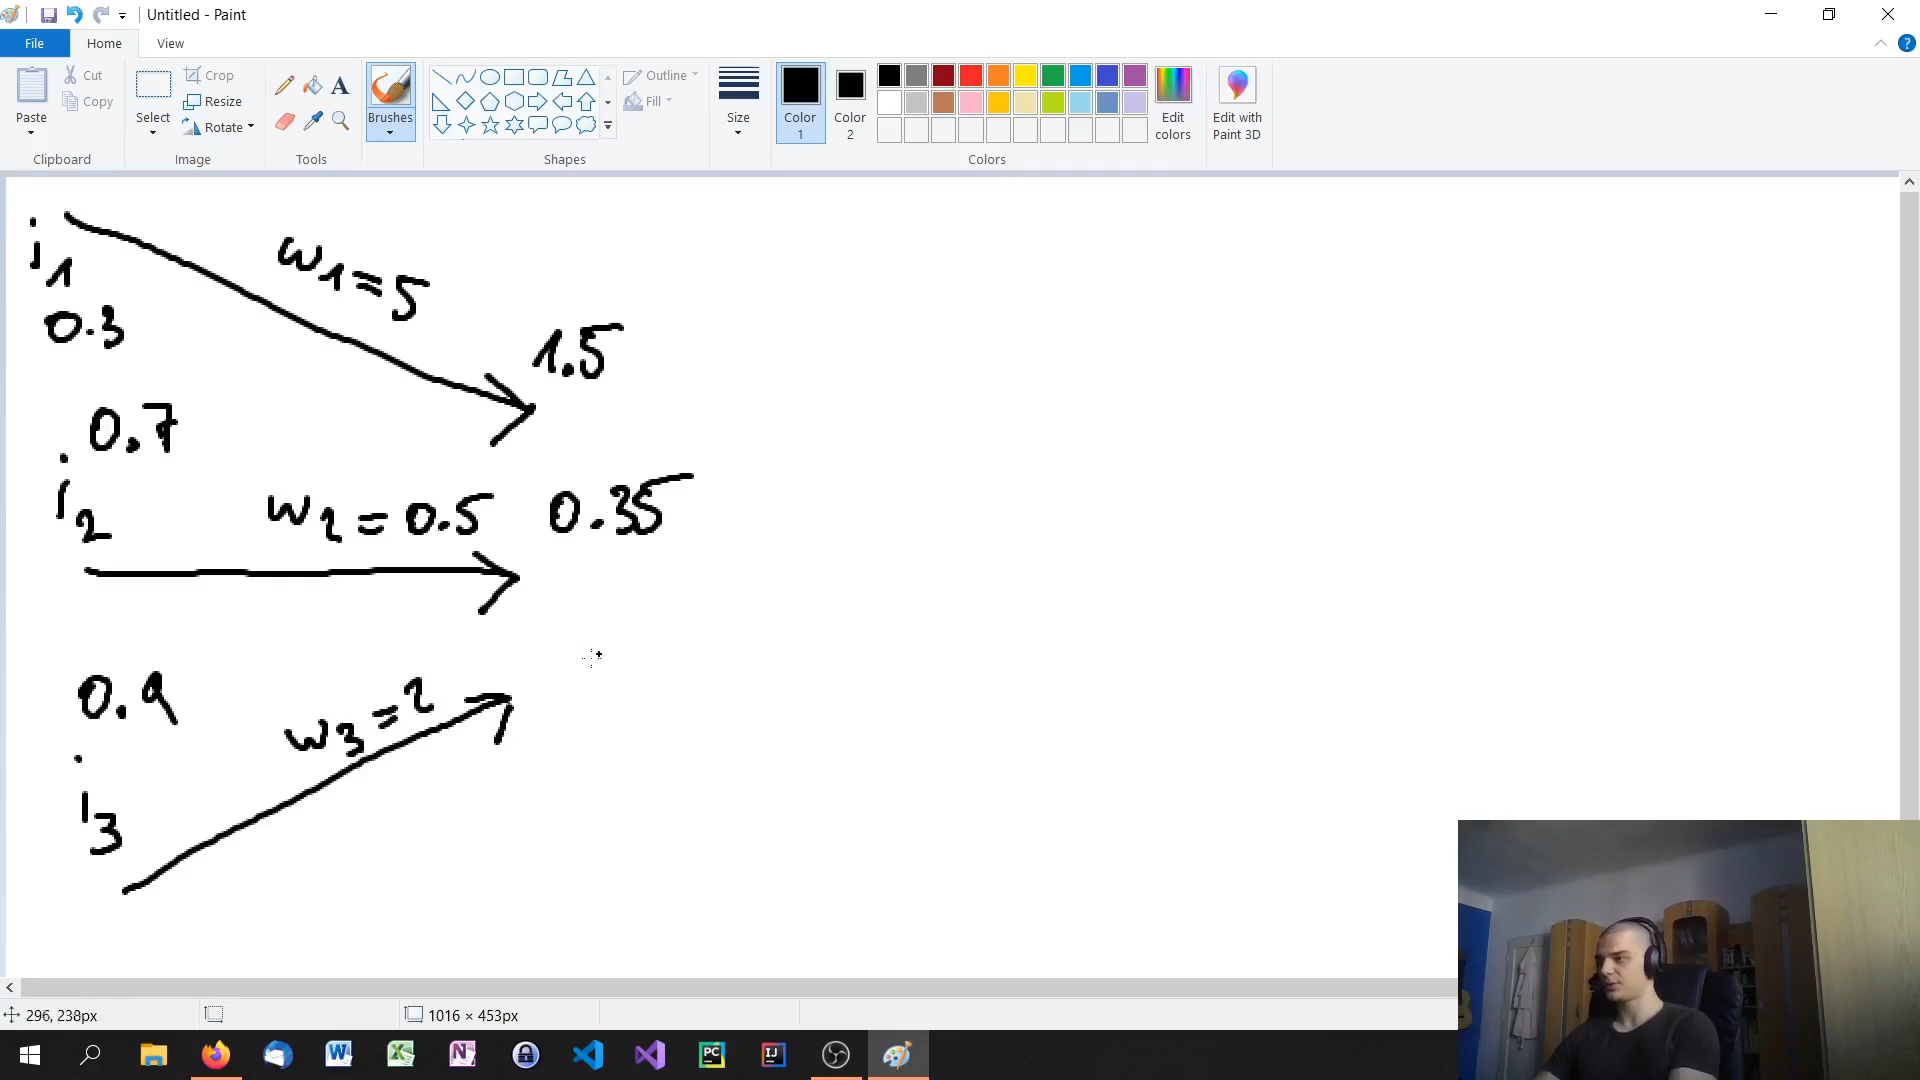 Untitled - Paint
File Home View
Cut
Copy
Paste
Clipboard
Crop
Resize
Rotate
Select
Image
Tools
Brushes
Outline
Fill
Shapes
Size
Color 1
Color 2
Edit colors
Colors
Edit with Paint 3D
i1
0.3
w1=5
1.5
0.7
i2
w2=0.5
0.35
0.9
w3=2
i3
296, 238px
1016 × 453px